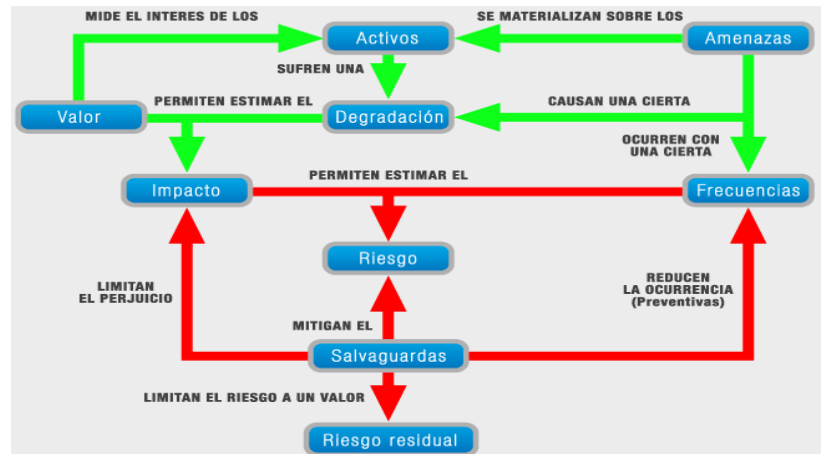 MIDE EL INTERES DE LOS
SE MATERIALIZAN SOBRE LOS
Activos
Amenazas
SUFREN UNA
PERMITEN ESTIMAR EL
CAUSAN UNA CIERTA
Valor
Degradación
OCURREN CON
UNA CIERTA
PERMITEN ESTIMAR EL
Impacto
Frecuencias
Riesgo
LIMITAN
EL PERJUICIO
REDUCEN
LA OCURRENCIA
(Preventivas)
MITIGAN EL
Salvaguardas
LIMITAN EL RIESGO A UN VALOR
Riesgo residual